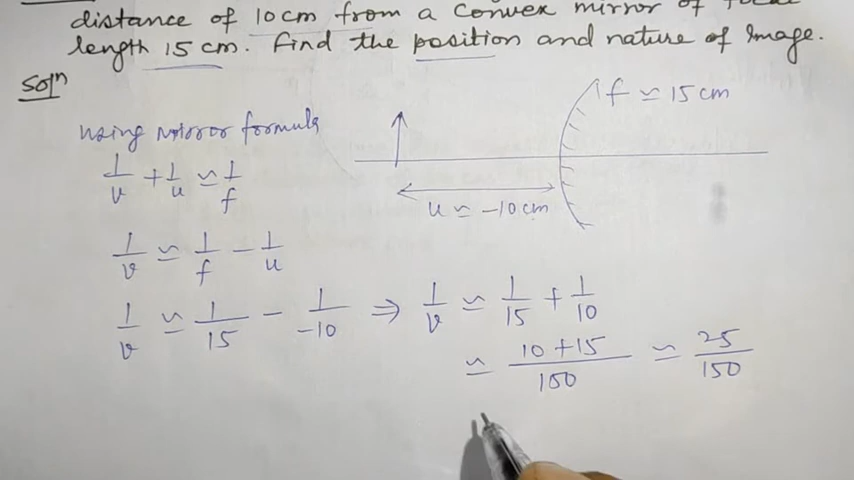 distance of 10 cm from a convex mirror of focal
length 15 cm. Find the position and nature of Image.
Solⁿ
f ≃ 15 cm
using mirror formula
1/v + 1/u ≃ 1/f
u ≃ -10 cm
1/v ≃ 1/f - 1/u
1/v ≃ 1/15 - 1/-10 ⇒ 1/v ≃ 1/15 + 1/10
≃ 10+15/150 ≃ 25/150